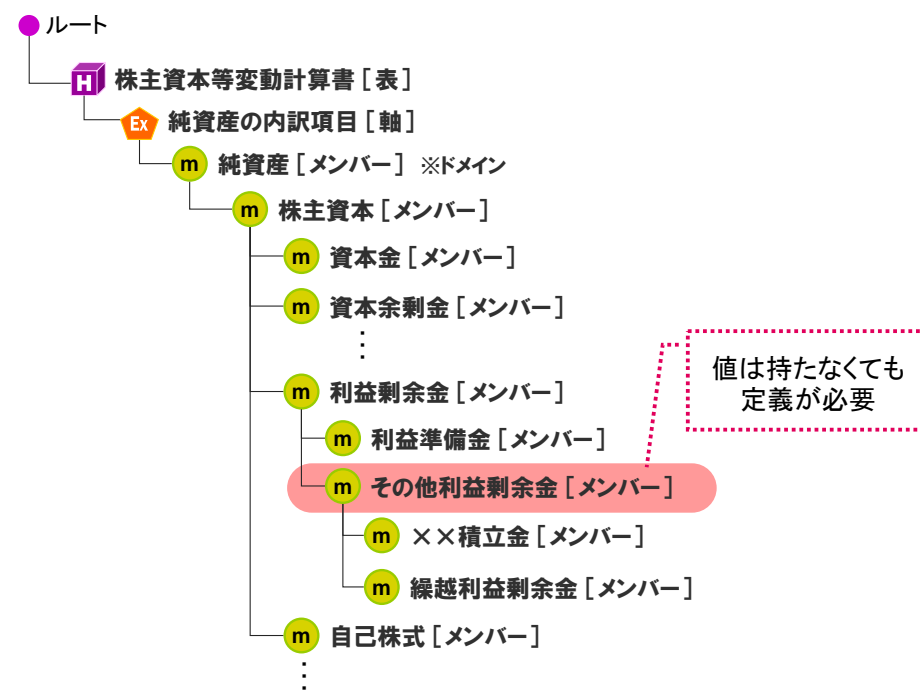 ルート
H 株主資本等変動計算書［表］
Ex 純資産の内訳項目［軸］
m 純資産［メンバー］ ※ドメイン
m 株主資本［メンバー］
m 資本金［メンバー］
m 資本余剰金［メンバー］
⋮
値は持たなくても
定義が必要
m 利益剰余金［メンバー］
m 利益準備金［メンバー］
m その他利益剰余金［メンバー］
m ××積立金［メンバー］
m 繰越利益剰余金［メンバー］
m 自己株式［メンバー］
⋮